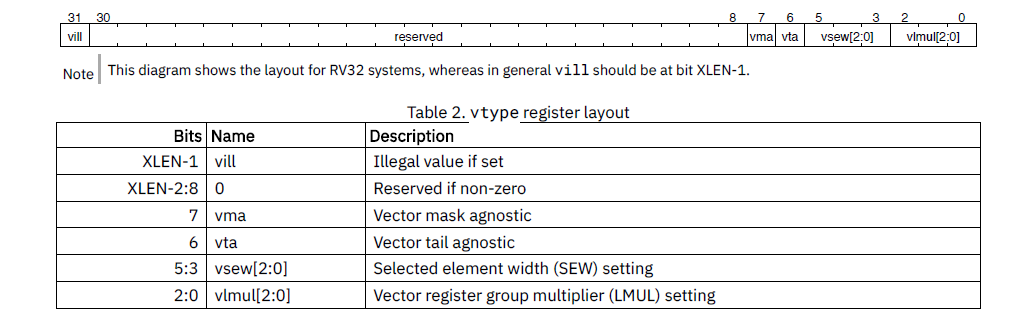 31 30 8 7 6 5 3 2 0
vill reserved vma vta vsew[2:0] vlmul[2:0]
Note This diagram shows the layout for RV32 systems, whereas in general vill should be at bit XLEN-1.
Table 2. vtype register layout
Bits Name Description
XLEN-1 vill Illegal value if set
XLEN-2:8 0 Reserved if non-zero
7 vma Vector mask agnostic
6 vta Vector tail agnostic
5:3 vsew[2:0] Selected element width (SEW) setting
2:0 vlmul[2:0] Vector register group multiplier (LMUL) setting